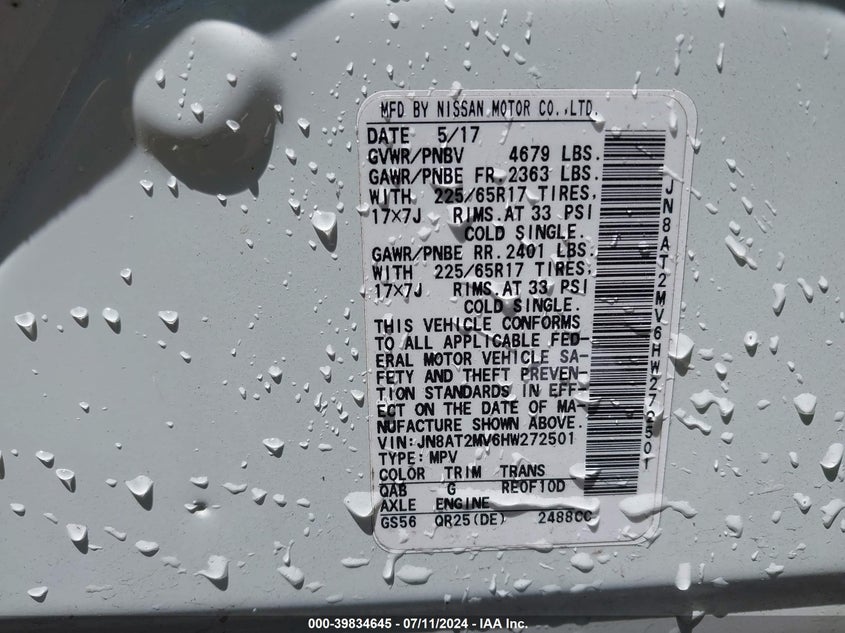 MFD BY NISSAN MOTOR CO.,LTD.
DATE 5/17
GVWR/PNBV 4679 LBS.
GAWR/PNBE FR. 2363 LBS.
WITH 225/65R17 TIRES,
17×7J RIMS.AT 33 PSI
COLD SINGLE.
GAWR/PNBE RR. 2401 LBS.
WITH 225/65R17 TIRES,
17×7J RIMS.AT 33 PSI
COLD SINGLE.
THIS VEHICLE CONFORMS
TO ALL APPLICABLE FED-
ERAL MOTOR VEHICLE SA-
FETY AND THEFT PREVEN-
TION STANDARDS IN EFF-
ECT ON THE DATE OF MA-
NUFACTURE SHOWN ABOVE.
VIN:JN8AT2MV6HW272501
TYPE:MPV
COLOR TRIM TRANS
QAB G RE0F10D
AXLE ENGINE
GS56 QR25(DE) 2488CC
JN8AT2MV6HW272501
000-39834645 - 07/11/2024 - IAA Inc.